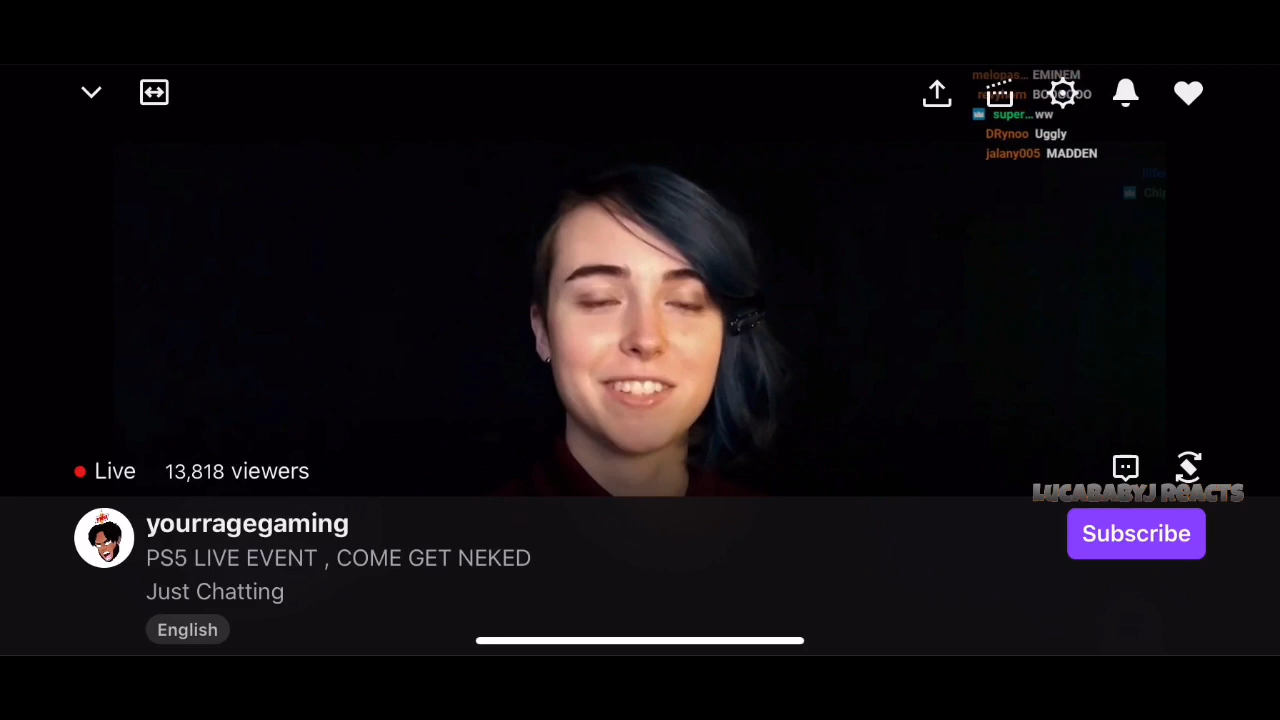 melopas… EMINEM
BOOOOOO
super… ww
DRynoo Uggly
jalany005 MADDEN
Live 13,818 viewers
LUCABABYJ REACTS
yourragegaming
Subscribe
PS5 LIVE EVENT , COME GET NEKED
Just Chatting
English